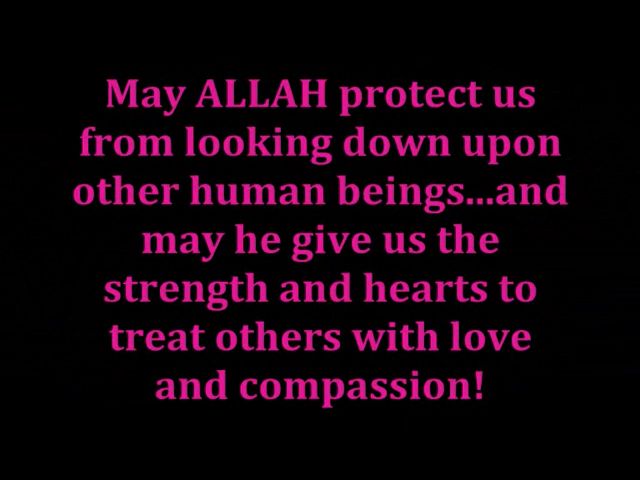 May ALLAH protect us
from looking down upon
other human beings...and
may he give us the
strength and hearts to
treat others with love
and compassion!